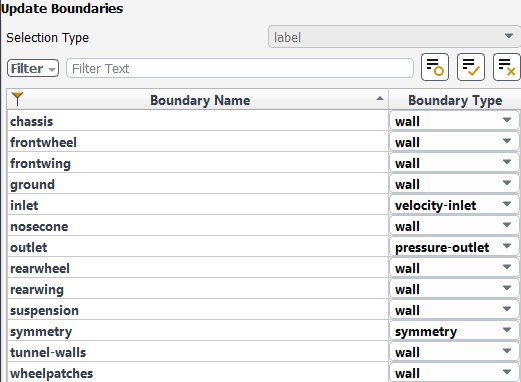 Update Boundaries
Selection Type label
Filter Filter Text
Boundary Name Boundary Type
chassis wall
frontwheel wall
frontwing wall
ground wall
inlet velocity-inlet
nosecone wall
outlet pressure-outlet
rearwheel wall
rearwing wall
suspension wall
symmetry symmetry
tunnel-walls wall
wheelpatches wall